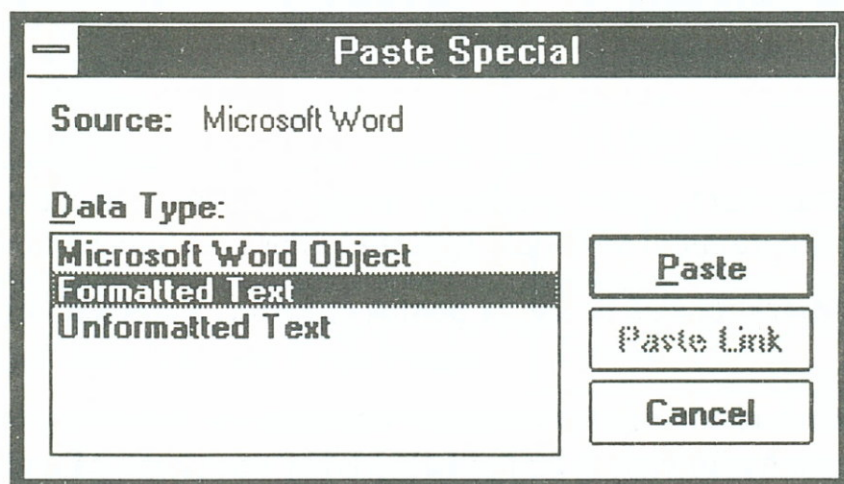 Paste Special
Source: Microsoft Word
Data Type:
Microsoft Word Object
Formatted Text
Unformatted Text
Paste
Paste Link
Cancel